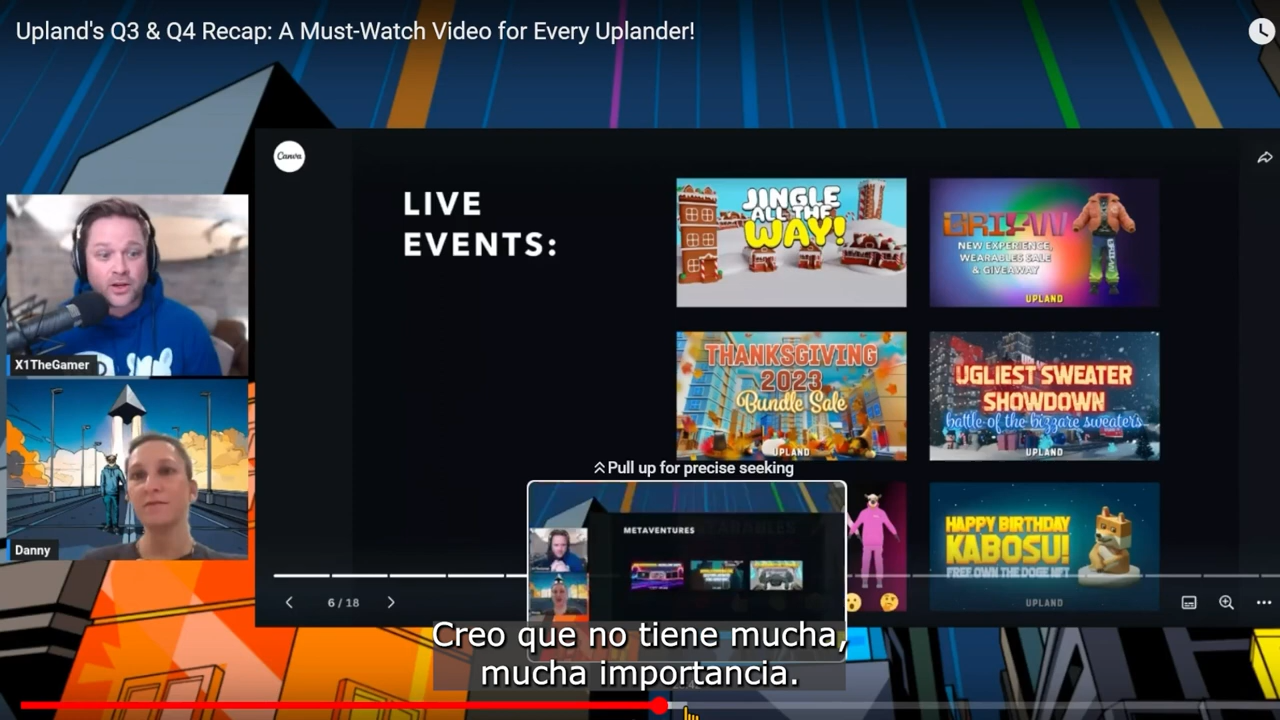 Upland's Q3 & Q4 Recap: A Must-Watch Video for Every Uplander!
Canva
LIVE
EVENTS:
JINGLE
ALL THE
WAY!
NEW EXPERIENCE,
WEARABLES SALE
& GIVEAWAY
UPLAND
X1TheGamer
THANKSGIVING
2023
Bundle Sale
UPLAND
UGLIEST SWEATER
SHOWDOWN
battle of the bizzare sweaters
UPLAND
Pull up for precise seeking
METAVENTURES
HAPPY BIRTHDAY
KABOSU!
FREE OWN THE DOGE NFT
UPLAND
Danny
6 / 18
Creo que no tiene mucha,
mucha importancia.